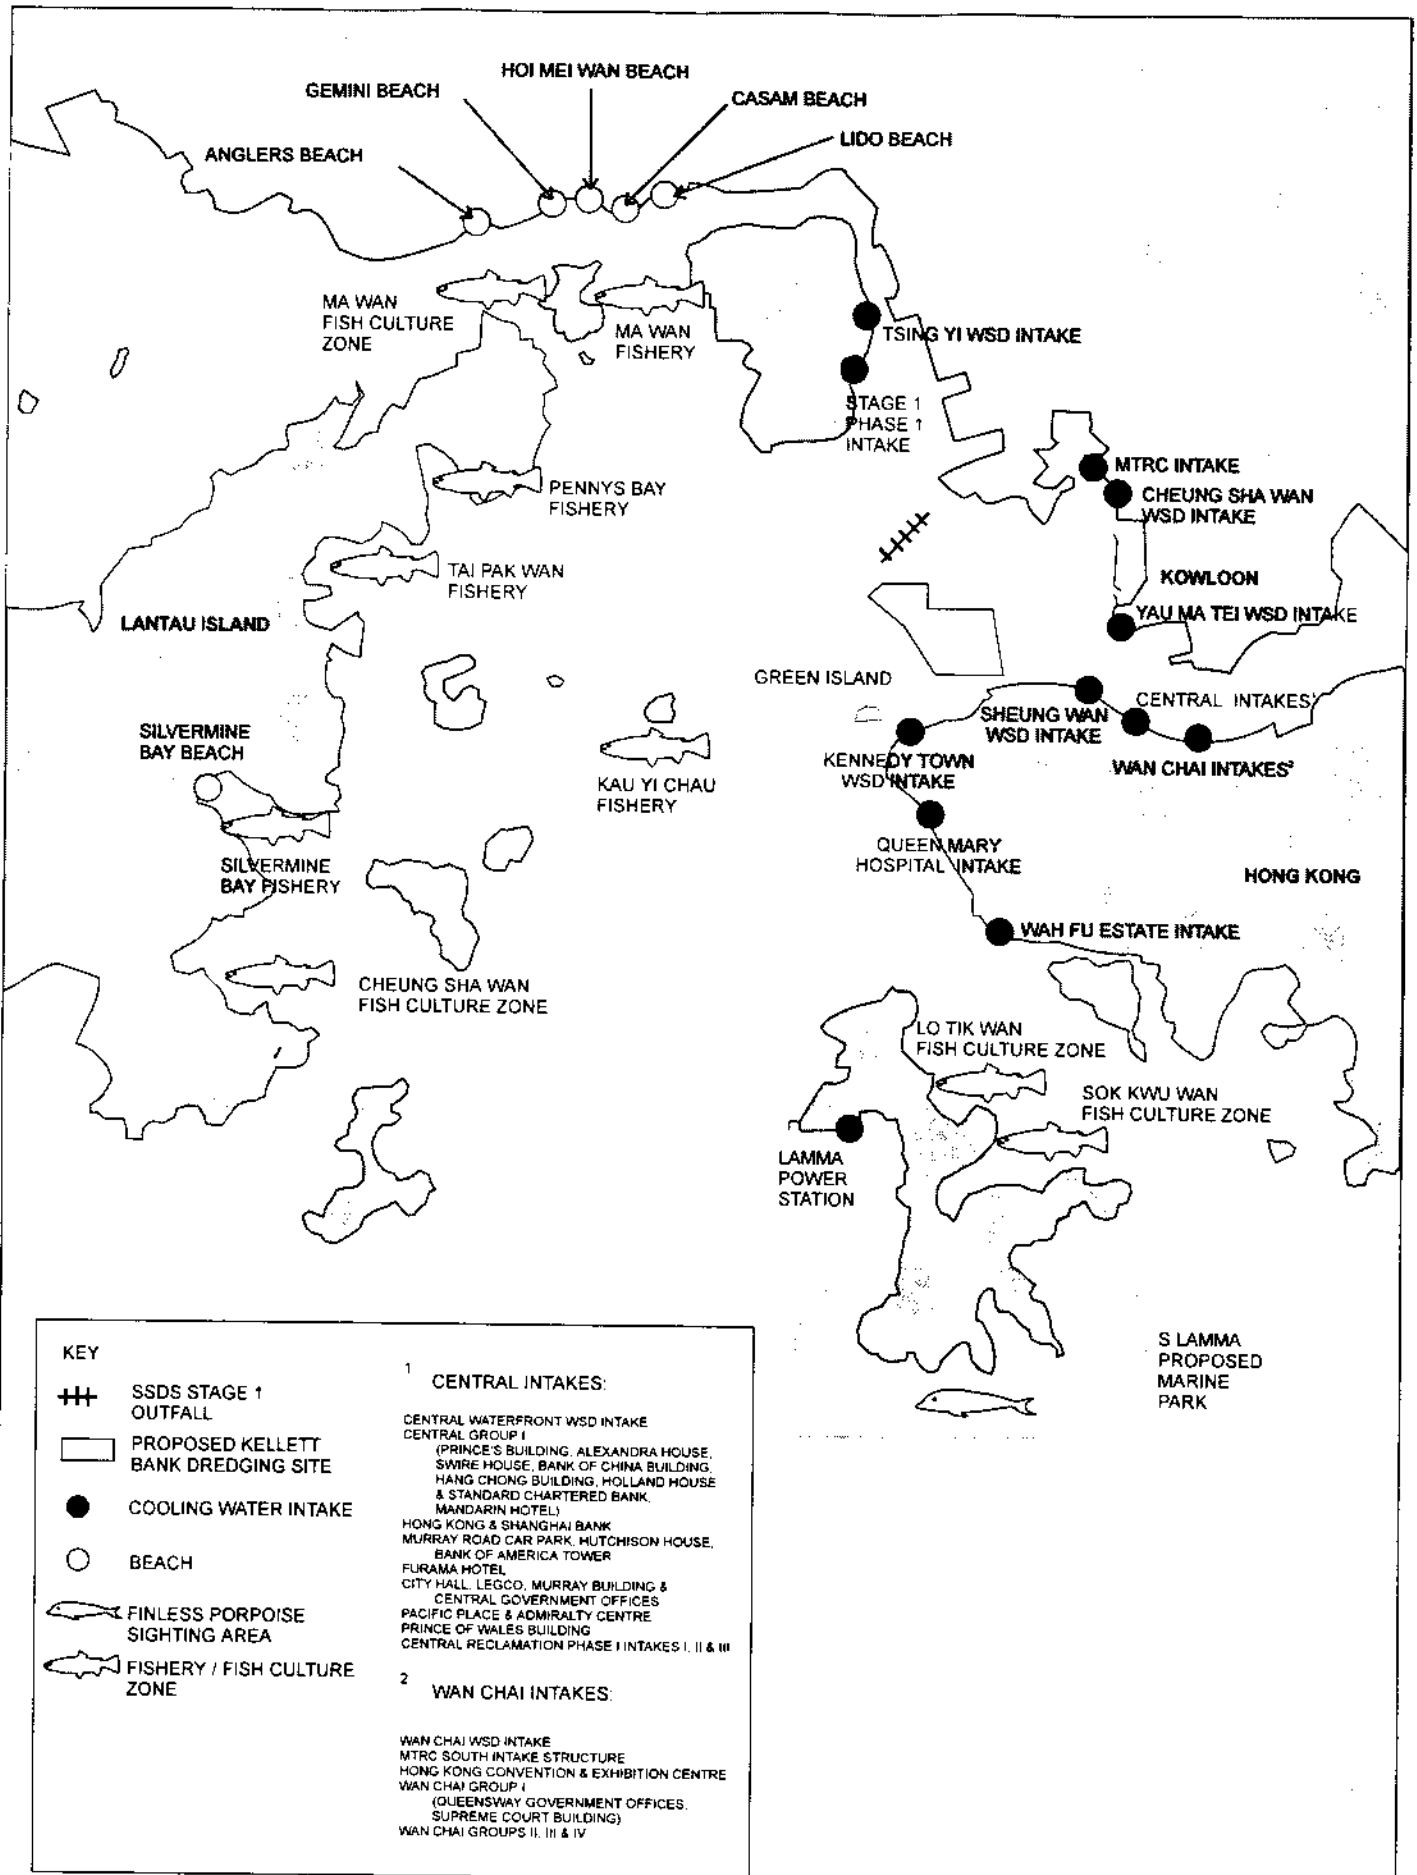 HOI MEI WAN BEACH
GEMINI BEACH
CASAM BEACH
LIDO BEACH
ANGLERS BEACH
MA WAN
FISH CULTURE
ZONE
MA WAN
FISHERY
TSING YI WSD INTAKE
STAGE 1
PHASE 1
INTAKE
MTRC INTAKE
CHEUNG SHA WAN
WSD INTAKE
PENNYS BAY
FISHERY
TAI PAK WAN
FISHERY
KOWLOON
YAU MA TEI WSD INTAKE
LANTAU ISLAND
GREEN ISLAND
CENTRAL INTAKES¹
SHEUNG WAN
WSD INTAKE
SILVERMINE
BAY BEACH
KENNEDY TOWN
WSD INTAKE
WAN CHAI INTAKES²
KAU YI CHAU
FISHERY
QUEEN MARY
HOSPITAL INTAKE
SILVERMINE
BAY FISHERY
HONG KONG
WAH FU ESTATE INTAKE
CHEUNG SHA WAN
FISH CULTURE ZONE
LO TIK WAN
FISH CULTURE ZONE
SOK KWU WAN
FISH CULTURE ZONE
LAMMA
POWER
STATION
S LAMMA
PROPOSED
MARINE
PARK
KEY
SSDS STAGE 1
OUTFALL
PROPOSED KELLETT
BANK DREDGING SITE
COOLING WATER INTAKE
BEACH
FINLESS PORPOISE
SIGHTING AREA
FISHERY / FISH CULTURE
ZONE
1 CENTRAL INTAKES:
CENTRAL WATERFRONT WSD INTAKE
CENTRAL GROUP I
(PRINCE'S BUILDING, ALEXANDRA HOUSE,
SWIRE HOUSE, BANK OF CHINA BUILDING,
HANG CHONG BUILDING, HOLLAND HOUSE
& STANDARD CHARTERED BANK,
MANDARIN HOTEL)
HONG KONG & SHANGHAI BANK
MURRAY ROAD CAR PARK, HUTCHISON HOUSE,
BANK OF AMERICA TOWER
FURAMA HOTEL
CITY HALL, LEGCO, MURRAY BUILDING &
CENTRAL GOVERNMENT OFFICES
PACIFIC PLACE & ADMIRALTY CENTRE
PRINCE OF WALES BUILDING
CENTRAL RECLAMATION PHASE I INTAKES I, II & III
2 WAN CHAI INTAKES:
WAN CHAI WSD INTAKE
MTRC SOUTH INTAKE STRUCTURE
HONG KONG CONVENTION & EXHIBITION CENTRE
WAN CHAI GROUP I
(QUEENSWAY GOVERNMENT OFFICES,
SUPREME COURT BUILDING)
WAN CHAI GROUPS II, III & IV